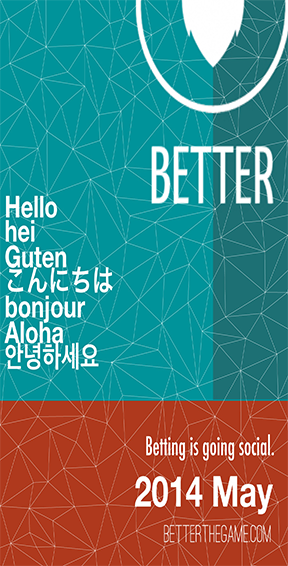 BETTER
Hello
hei
Guten
こんにちは
bonjour
Aloha
안녕하세요
Betting is going social.
2014 May
BETTERTHEGAME.COM